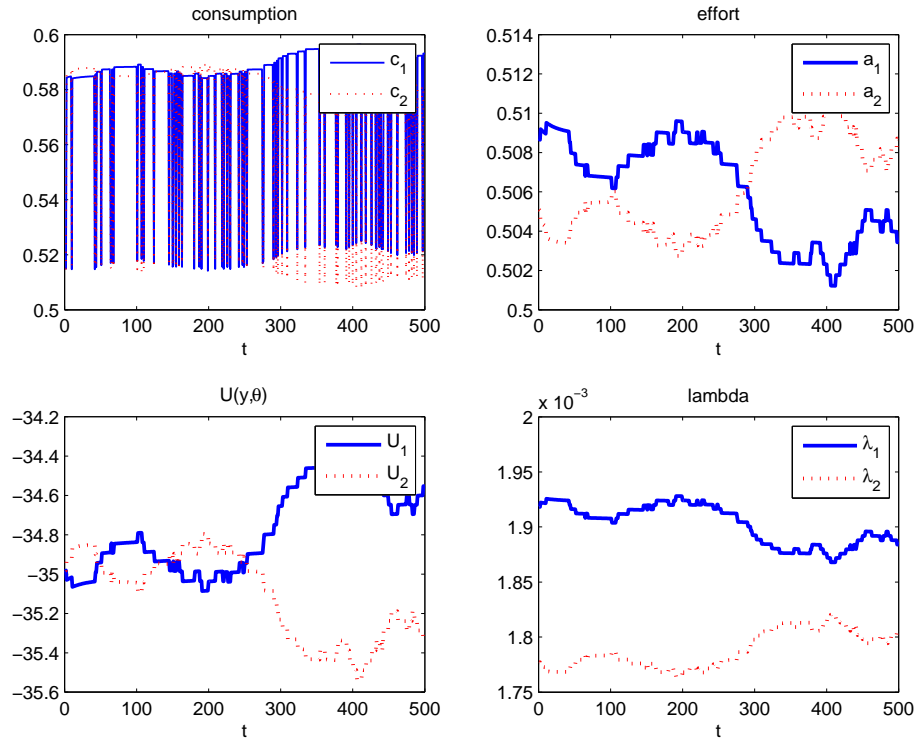 consumption
0.6
0.58
0.56
0.54
0.52
0.5
0 100 200 300 400 500
t
c1
c2
effort
0.514
0.512
0.51
0.508
0.506
0.504
0.502
0.5
0 100 200 300 400 500
t
a1
a2
U(y,θ)
−34.2
−34.4
−34.6
−34.8
−35
−35.2
−35.4
−35.6
0 100 200 300 400 500
t
U1
U2
lambda
x 10−3
2
1.95
1.9
1.85
1.8
1.75
0 100 200 300 400 500
t
λ1
λ2